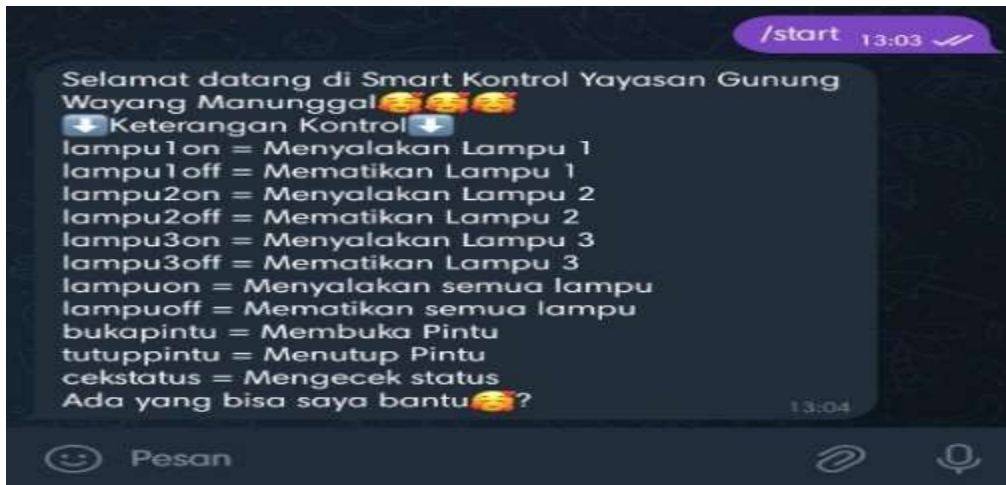 /start 13:03
Selamat datang di Smart Kontrol Yayasan Gunung
Wayang Manunggal🥰🥰🥰
⬇️Keterangan Kontrol⬇️
lampu1on = Menyalakan Lampu 1
lampu1off = Mematikan Lampu 1
lampu2on = Menyalakan Lampu 2
lampu2off = Mematikan Lampu 2
lampu3on = Menyalakan Lampu 3
lampu3off = Mematikan Lampu 3
lampuon = Menyalakan semua lampu
lampuoff = Mematikan semua lampu
bukapintu = Membuka Pintu
tutuppintu = Menutup Pintu
cekstatus = Mengecek status
Ada yang bisa saya bantu🥰?
13:04
Pesan